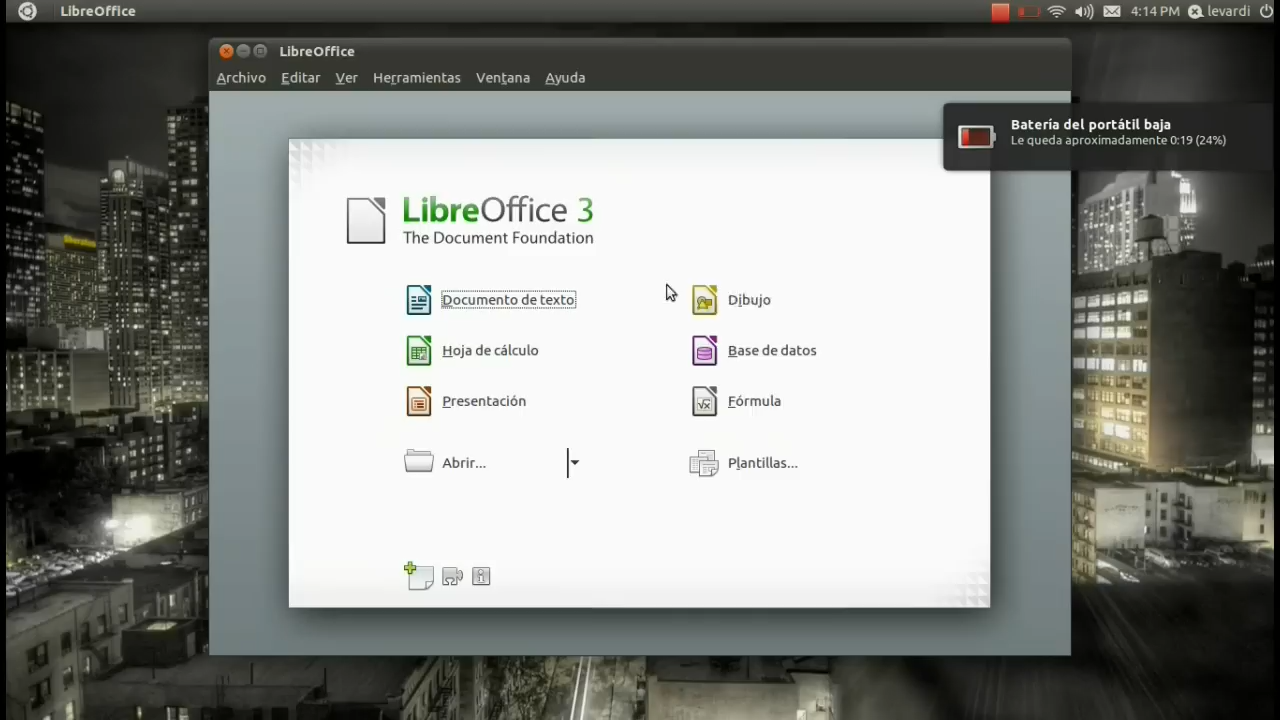 LibreOffice
4:14 PM
levardi
LibreOffice
Archivo Editar Ver Herramientas Ventana Ayuda
Batería del portátil baja
Le queda aproximadamente 0:19 (24%)
LibreOffice 3
The Document Foundation
Documento de texto
Dibujo
Hoja de cálculo
Base de datos
Presentación
Fórmula
Abrir...
Plantillas...